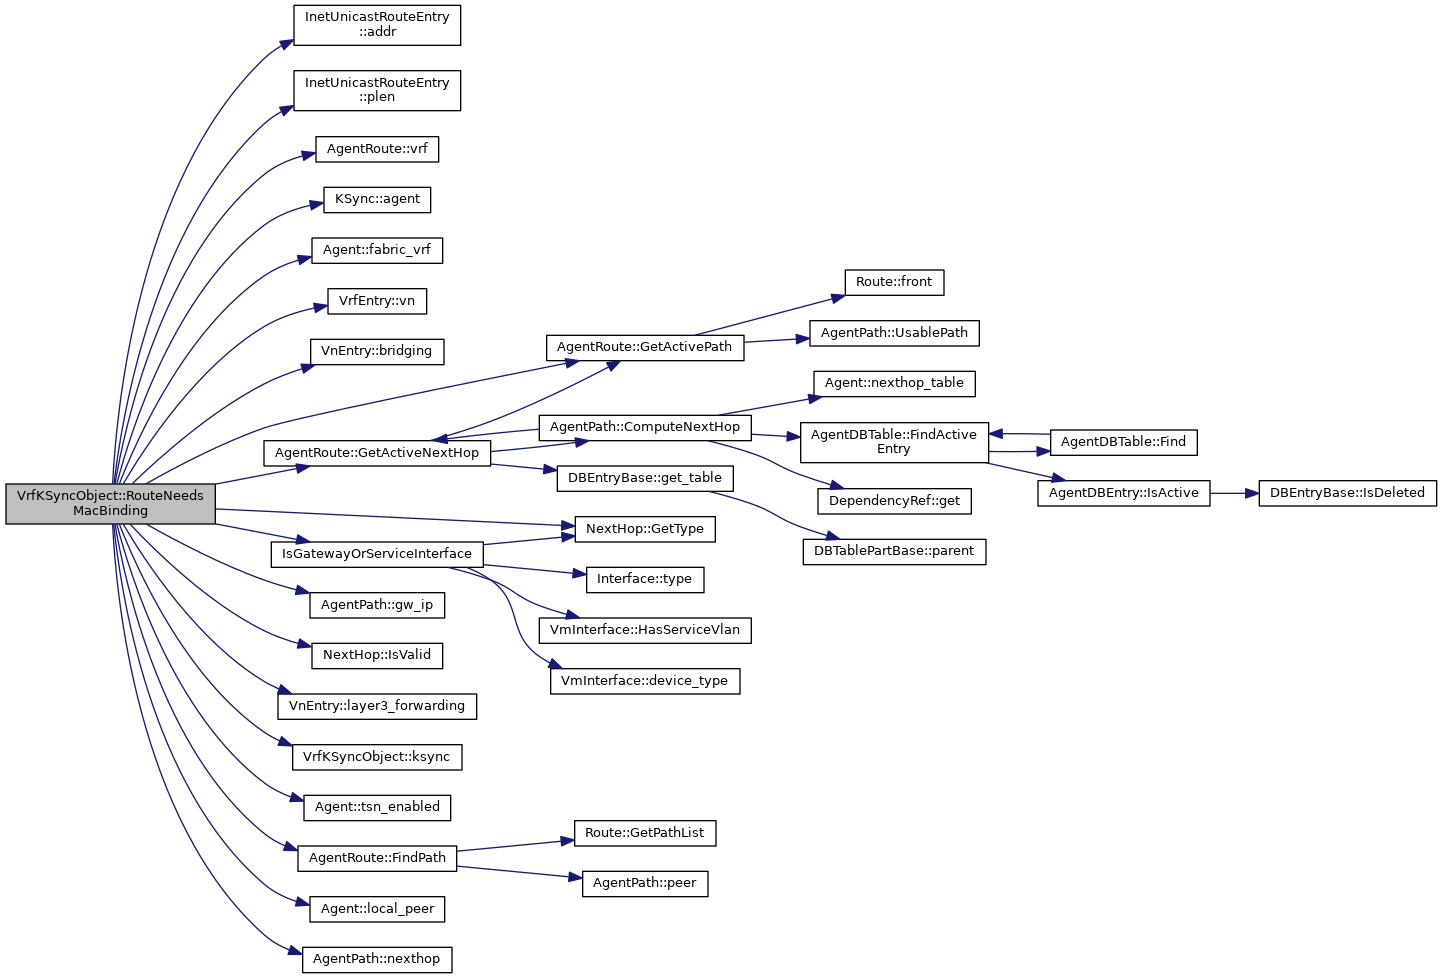 InetUnicastRouteEntry
::addr
InetUnicastRouteEntry
::plen
AgentRoute::vrf
KSync::agent
Agent::fabric_vrf
VrfEntry::vn
VnEntry::bridging
AgentRoute::GetActivePath
Route::front
AgentPath::UsablePath
AgentRoute::GetActiveNextHop
AgentPath::ComputeNextHop
Agent::nexthop_table
AgentDBTable::FindActive
Entry
AgentDBTable::Find
AgentDBEntry::IsActive
DBEntryBase::IsDeleted
DependencyRef::get
DBEntryBase::get_table
DBTablePartBase::parent
VrfKSyncObject::RouteNeeds
MacBinding
NextHop::GetType
IsGatewayOrServiceInterface
Interface::type
VmInterface::HasServiceVlan
VmInterface::device_type
AgentPath::gw_ip
NextHop::IsValid
VnEntry::layer3_forwarding
VrfKSyncObject::ksync
Agent::tsn_enabled
AgentRoute::FindPath
Route::GetPathList
AgentPath::peer
Agent::local_peer
AgentPath::nexthop